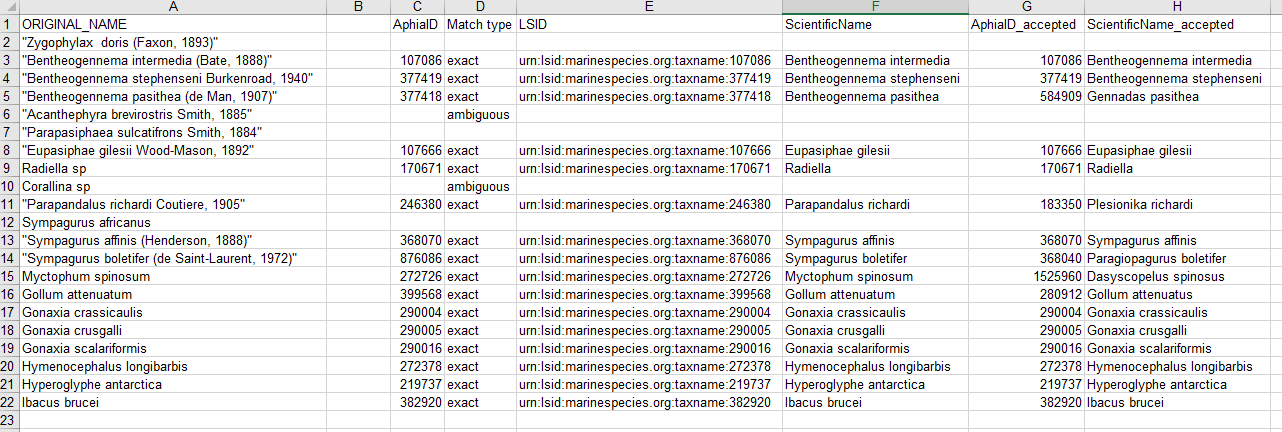 A B C D E F G H
1 ORIGINAL_NAME AphiaID Match type LSID ScientificName AphiaID_accepted ScientificName_accepted
2 "Zygophylax  doris (Faxon, 1893)"
3 "Bentheogennema intermedia (Bate, 1888)" 107086 exact urn:lsid:marinespecies.org:taxname:107086 Bentheogennema intermedia 107086 Bentheogennema intermedia
4 "Bentheogennema stephenseni Burkenroad, 1940" 377419 exact urn:lsid:marinespecies.org:taxname:377419 Bentheogennema stephenseni 377419 Bentheogennema stephenseni
5 "Bentheogennema pasithea (de Man, 1907)" 377418 exact urn:lsid:marinespecies.org:taxname:377418 Bentheogennema pasithea 584909 Gennadas pasithea
6 "Acanthephyra brevirostris Smith, 1885" ambiguous
7 "Parapasiphaea sulcatifrons Smith, 1884"
8 "Eupasiphae gilesii Wood-Mason, 1892" 107666 exact urn:lsid:marinespecies.org:taxname:107666 Eupasiphae gilesii 107666 Eupasiphae gilesii
9 Radiella sp 170671 exact urn:lsid:marinespecies.org:taxname:170671 Radiella 170671 Radiella
10 Corallina sp ambiguous
11 "Parapandalus richardi Coutiere, 1905" 246380 exact urn:lsid:marinespecies.org:taxname:246380 Parapandalus richardi 183350 Plesionika richardi
12 Sympagurus africanus
13 "Sympagurus affinis (Henderson, 1888)" 368070 exact urn:lsid:marinespecies.org:taxname:368070 Sympagurus affinis 368070 Sympagurus affinis
14 "Sympagurus boletifer (de Saint-Laurent, 1972)" 876086 exact urn:lsid:marinespecies.org:taxname:876086 Sympagurus boletifer 368040 Paragiopagurus boletifer
15 Myctophum spinosum 272726 exact urn:lsid:marinespecies.org:taxname:272726 Myctophum spinosum 1525960 Dasyscopelus spinosus
16 Gollum attenuatum 399568 exact urn:lsid:marinespecies.org:taxname:399568 Gollum attenuatum 280912 Gollum attenuatus
17 Gonaxia crassicaulis 290004 exact urn:lsid:marinespecies.org:taxname:290004 Gonaxia crassicaulis 290004 Gonaxia crassicaulis
18 Gonaxia crusgalli 290005 exact urn:lsid:marinespecies.org:taxname:290005 Gonaxia crusgalli 290005 Gonaxia crusgalli
19 Gonaxia scalariformis 290016 exact urn:lsid:marinespecies.org:taxname:290016 Gonaxia scalariformis 290016 Gonaxia scalariformis
20 Hymenocephalus longibarbis 272378 exact urn:lsid:marinespecies.org:taxname:272378 Hymenocephalus longibarbis 272378 Hymenocephalus longibarbis
21 Hyperoglyphe antarctica 219737 exact urn:lsid:marinespecies.org:taxname:219737 Hyperoglyphe antarctica 219737 Hyperoglyphe antarctica
22 Ibacus brucei 382920 exact urn:lsid:marinespecies.org:taxname:382920 Ibacus brucei 382920 Ibacus brucei
23